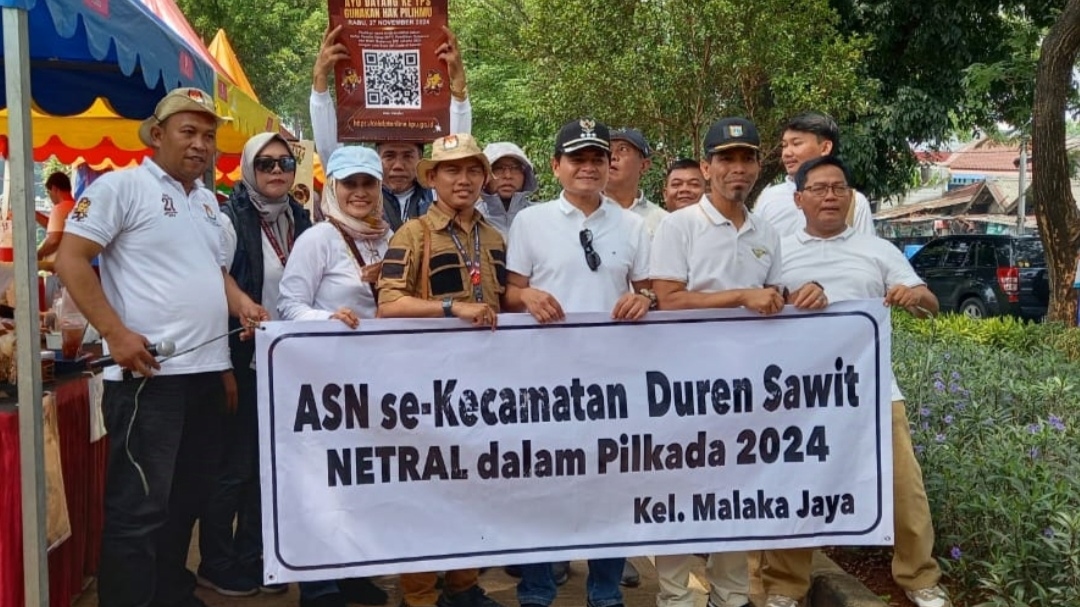 AYO DATANG KE TPS
GUNAKAN HAK PILIHMU
RABU, 27 NOVEMBER 2024
ASN se-Kecamatan Duren Sawit
NETRAL dalam Pilkada 2024
Kel. Malaka Jaya
27